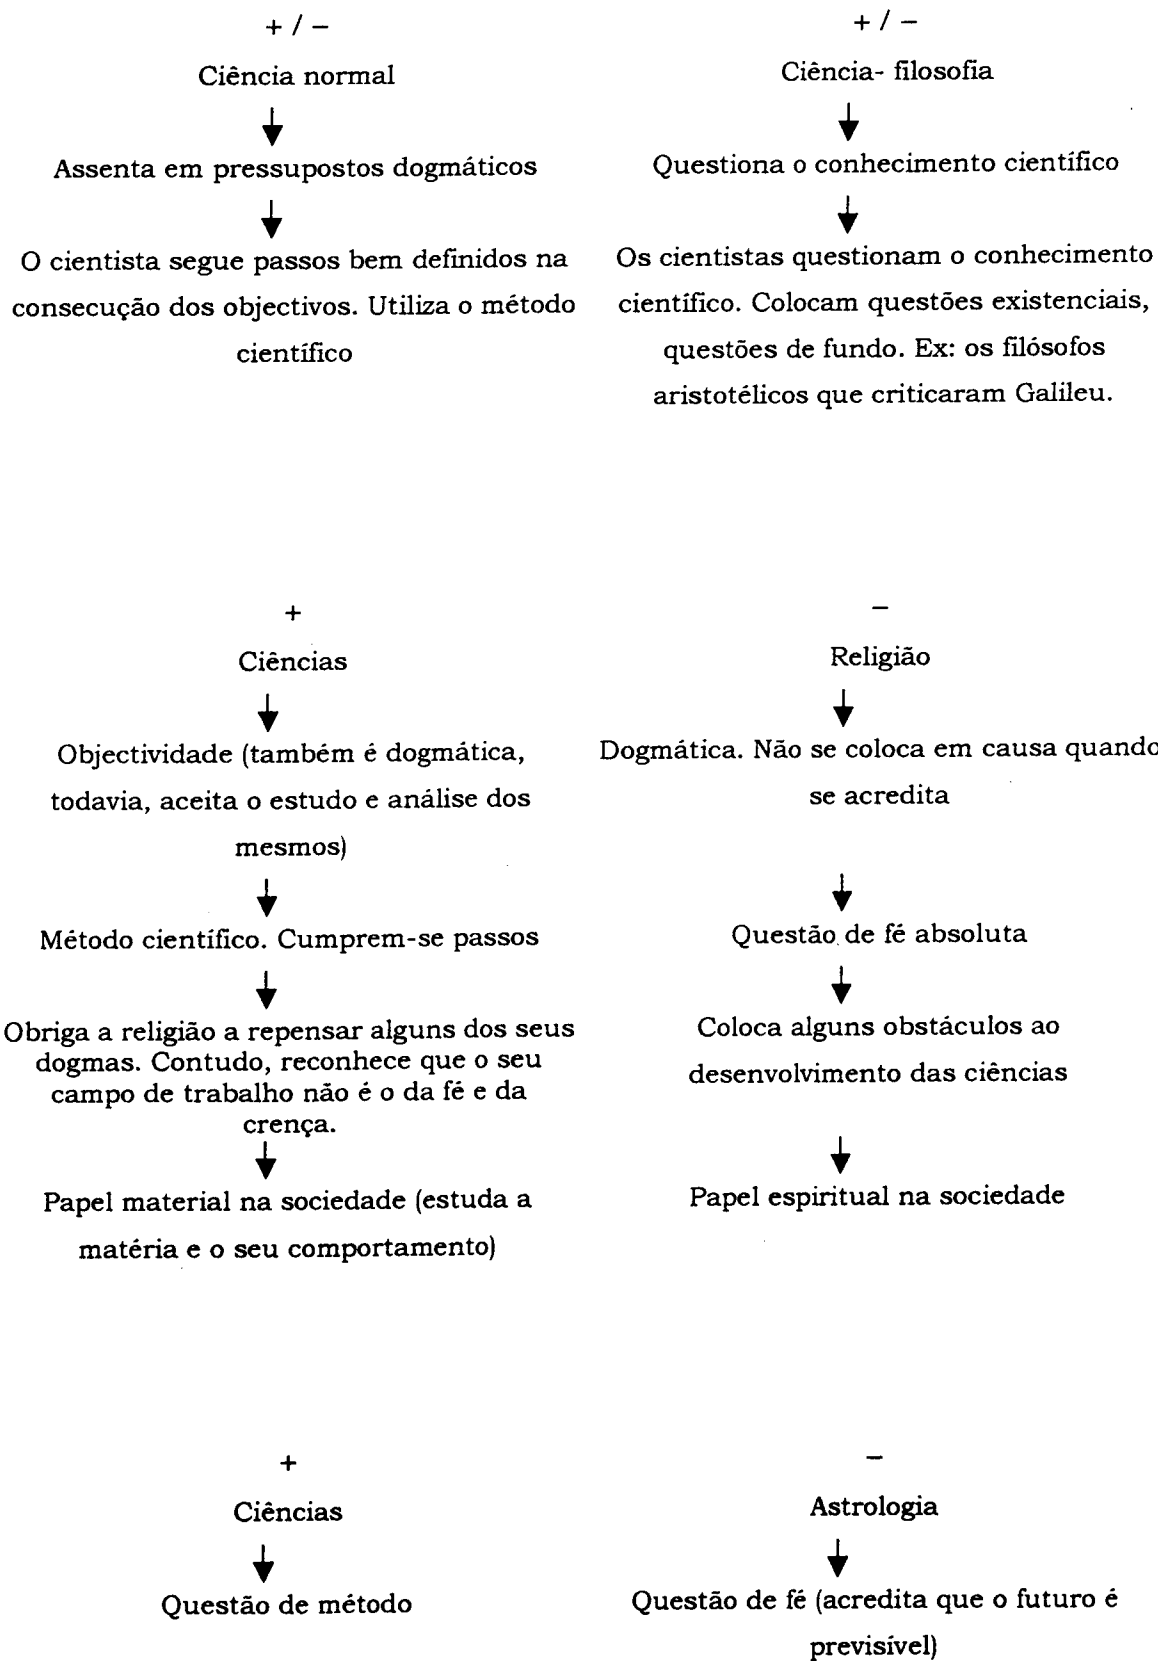 + / −
Ciência normal
Assenta em pressupostos dogmáticos
O cientista segue passos bem definidos na
consecução dos objectivos. Utiliza o método
científico
+ / −
Ciência- filosofia
Questiona o conhecimento científico
Os cientistas questionam o conhecimento
científico. Colocam questões existenciais,
questões de fundo. Ex: os filósofos
aristotélicos que criticaram Galileu.
+
Ciências
Objectividade (também é dogmática,
todavia, aceita o estudo e análise dos
mesmos)
Método científico. Cumprem-se passos
Obriga a religião a repensar alguns dos seus
dogmas. Contudo, reconhece que o seu
campo de trabalho não é o da fé e da
crença.
Papel material na sociedade (estuda a
matéria e o seu comportamento)
−
Religião
Dogmática. Não se coloca em causa quando
se acredita
Questão de fé absoluta
Coloca alguns obstáculos ao
desenvolvimento das ciências
Papel espiritual na sociedade
+
Ciências
Questão de método
−
Astrologia
Questão de fé (acredita que o futuro é
previsível)